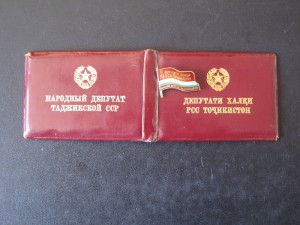 НАРОДНЫЙ ДЕПУТАТ
ТАДЖИКСКОЙ ССР
ДЕПУТАТИ ХАЛҚИ
РСС ТОҶИКИСТОН